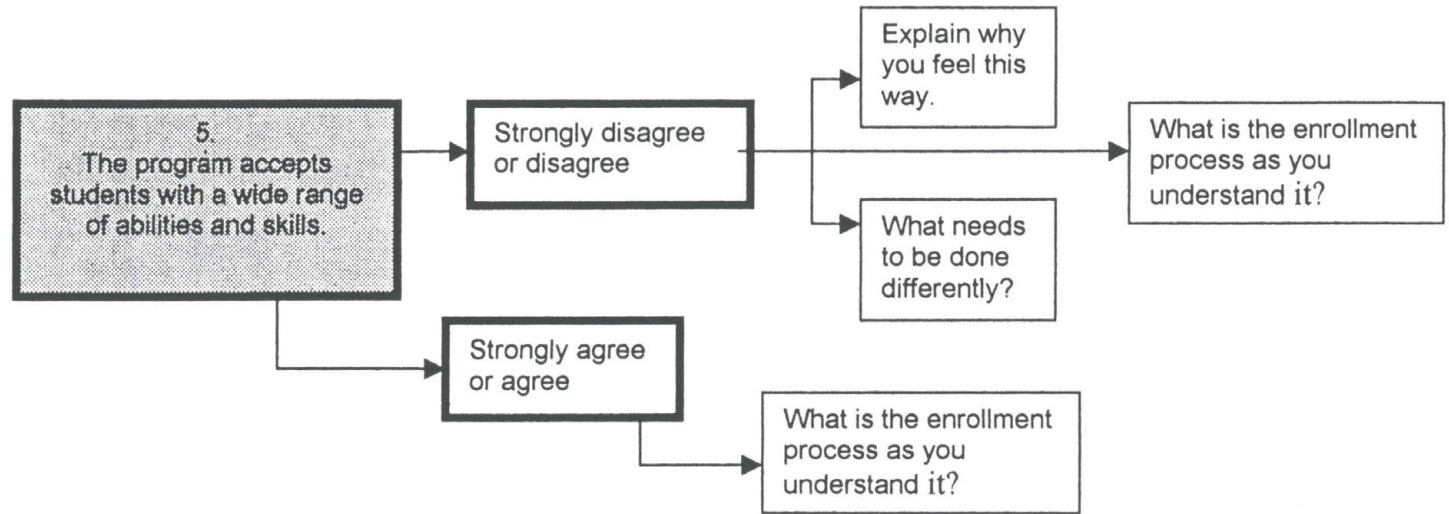 5.
The program accepts
students with a wide range
of abilities and skills.
Strongly disagree
or disagree
Explain why
you feel this
way.
What is the enrollment
process as you
understand it?
What needs
to be done
differently?
Strongly agree
or agree
What is the enrollment
process as you
understand it?